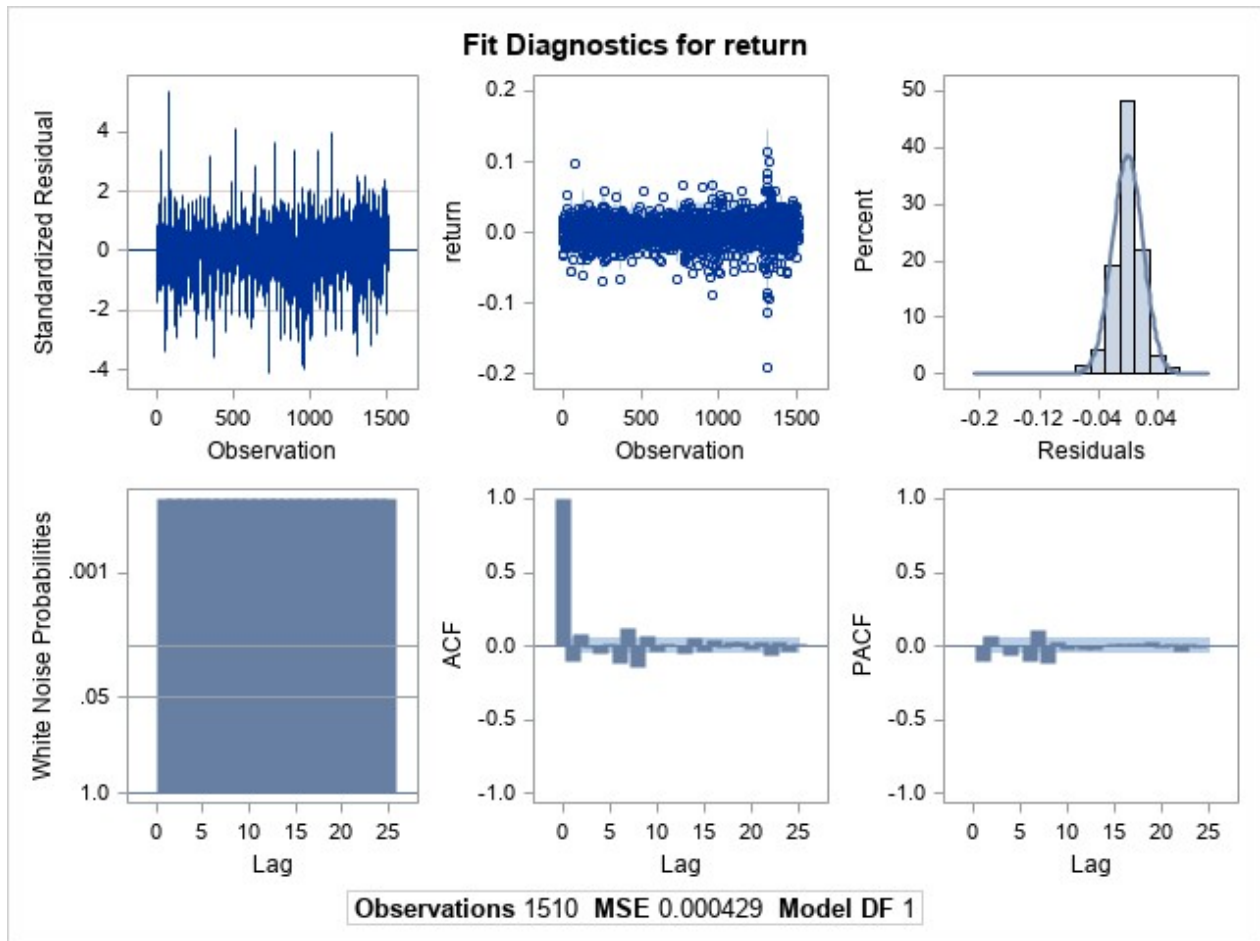 Fit Diagnostics for return
Standardized Residual
4
2
0
-2
-4
0 500 1000 1500
Observation
return
0.2
0.1
0.0
-0.1
-0.2
0 500 1000 1500
Observation
Percent
50
40
30
20
10
0
-0.2 -0.12 -0.04 0.04
Residuals
White Noise Probabilities
.001
.05
1.0
0 5 10 15 20 25
Lag
ACF
1.0
0.5
0.0
-0.5
-1.0
0 5 10 15 20 25
Lag
PACF
1.0
0.5
0.0
-0.5
-1.0
0 5 10 15 20 25
Lag
Observations 1510 MSE 0.000429 Model DF 1